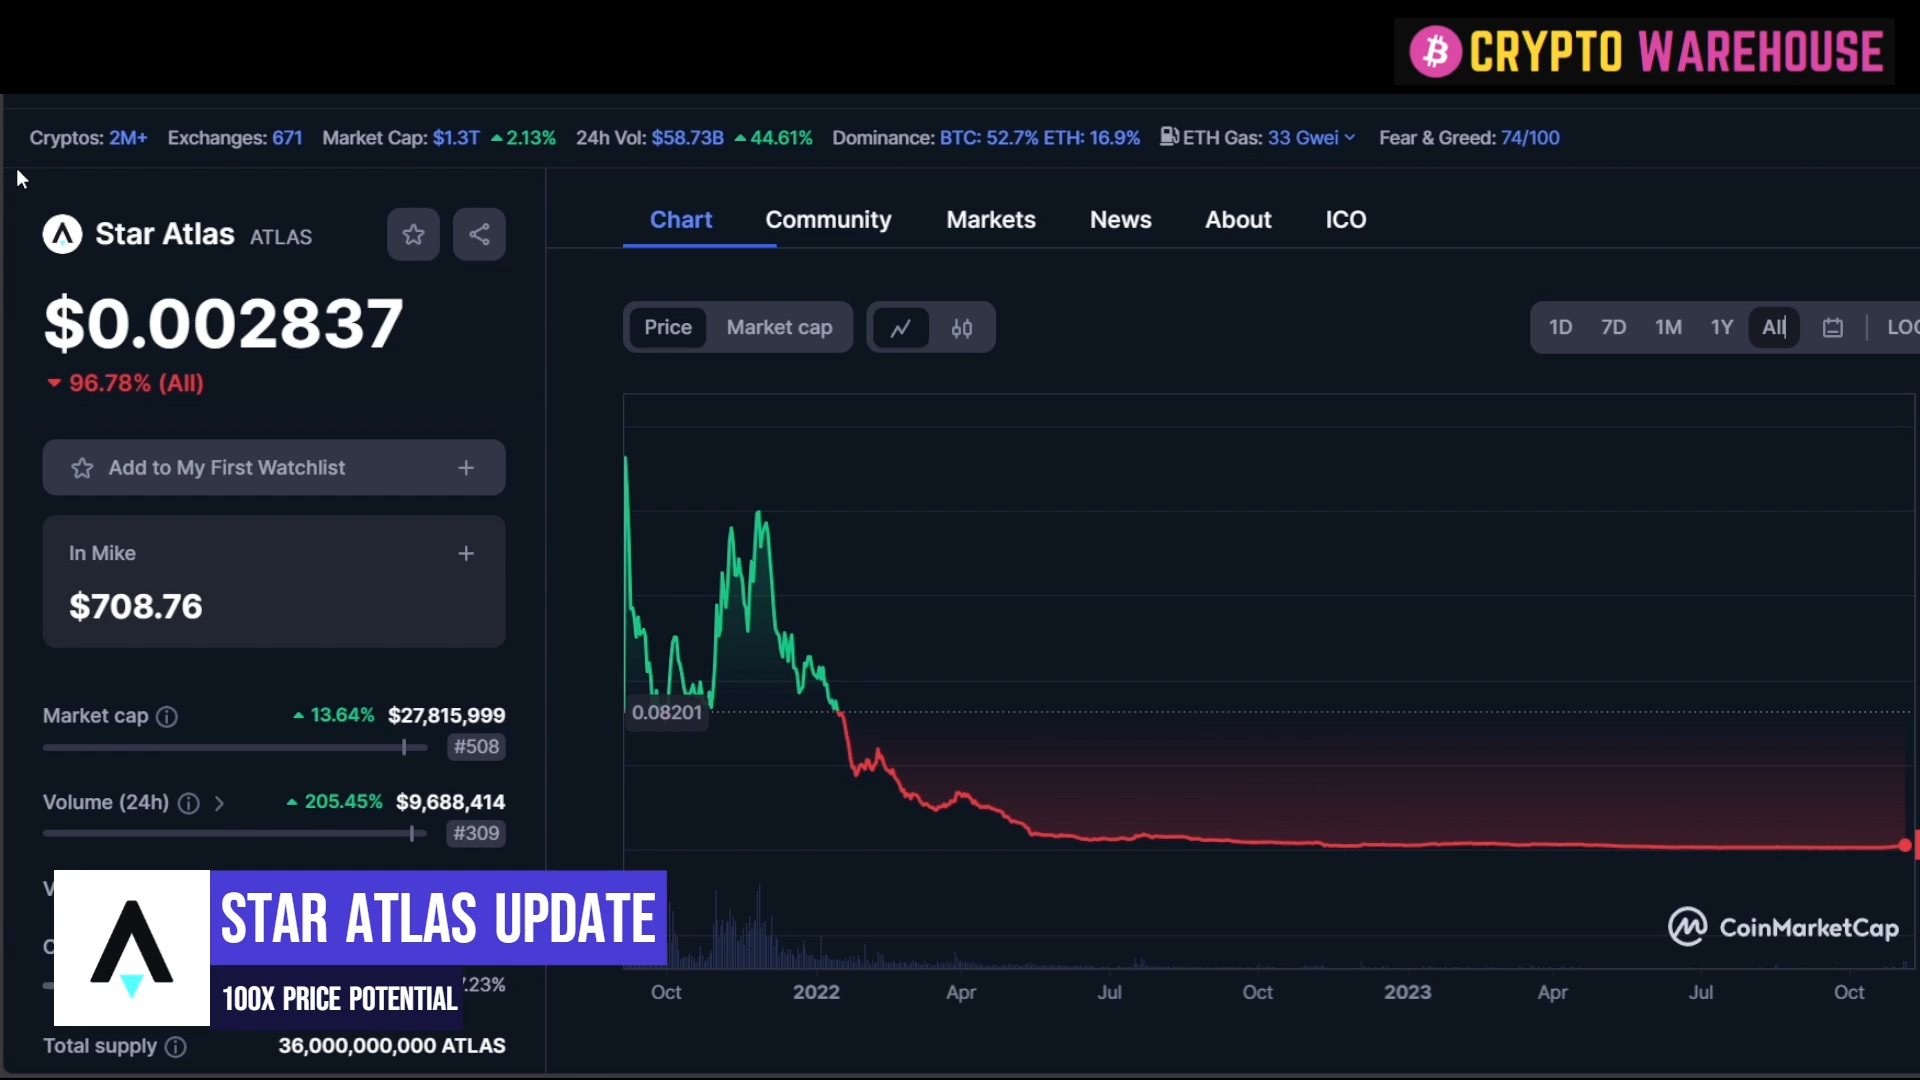 CRYPTO WAREHOUSE
Cryptos: 2M+ Exchanges: 671 Market Cap: $1.3T 2.13% 24h Vol: $58.73B 44.61% Dominance: BTC: 52.7% ETH: 16.9% ETH Gas: 33 Gwei Fear & Greed: 74/100
Star Atlas ATLAS
$0.002837
96.78% (All)
Add to My First Watchlist +
In Mike +
$708.76
Market cap 13.64% $27,815,999
#508
Volume (24h) 205.45% $9,688,414
#309
V
C
.23%
Total supply 36,000,000,000 ATLAS
Chart Community Markets News About ICO
Price Market cap
1D 7D 1M 1Y All LOG
0.08201
CoinMarketCap
Oct 2022 Apr Jul Oct 2023 Apr Jul Oct
STAR ATLAS UPDATE
100X PRICE POTENTIAL